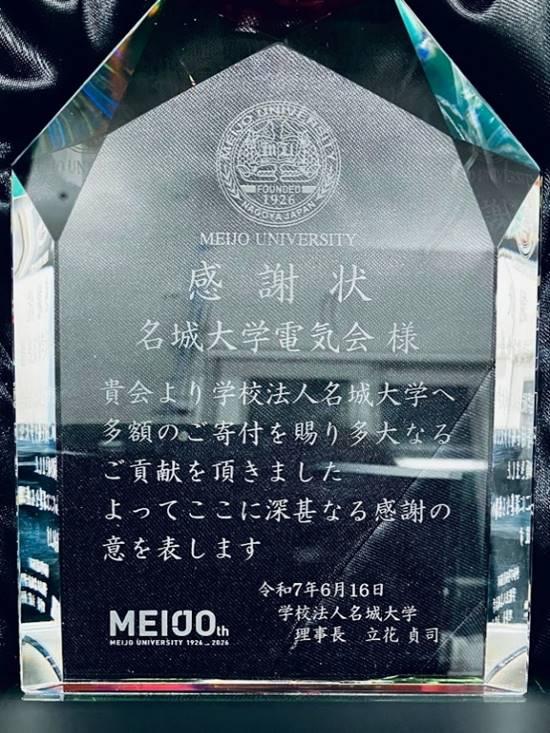 MEIJO UNIVERSITY
FOUNDED
1926
NAGOYA JAPAN
MEIJO UNIVERSITY
感謝状
名城大学電気会 様
貴会より学校法人名城大学へ
多額のご寄付を賜り多大なる
ご貢献を頂きました
よってここに深甚なる感謝の
意を表します
令和7年6月16日
学校法人名城大学
理事長 立花 貞司
MEIJO0th
MEIJO UNIVERSITY 1926→2026